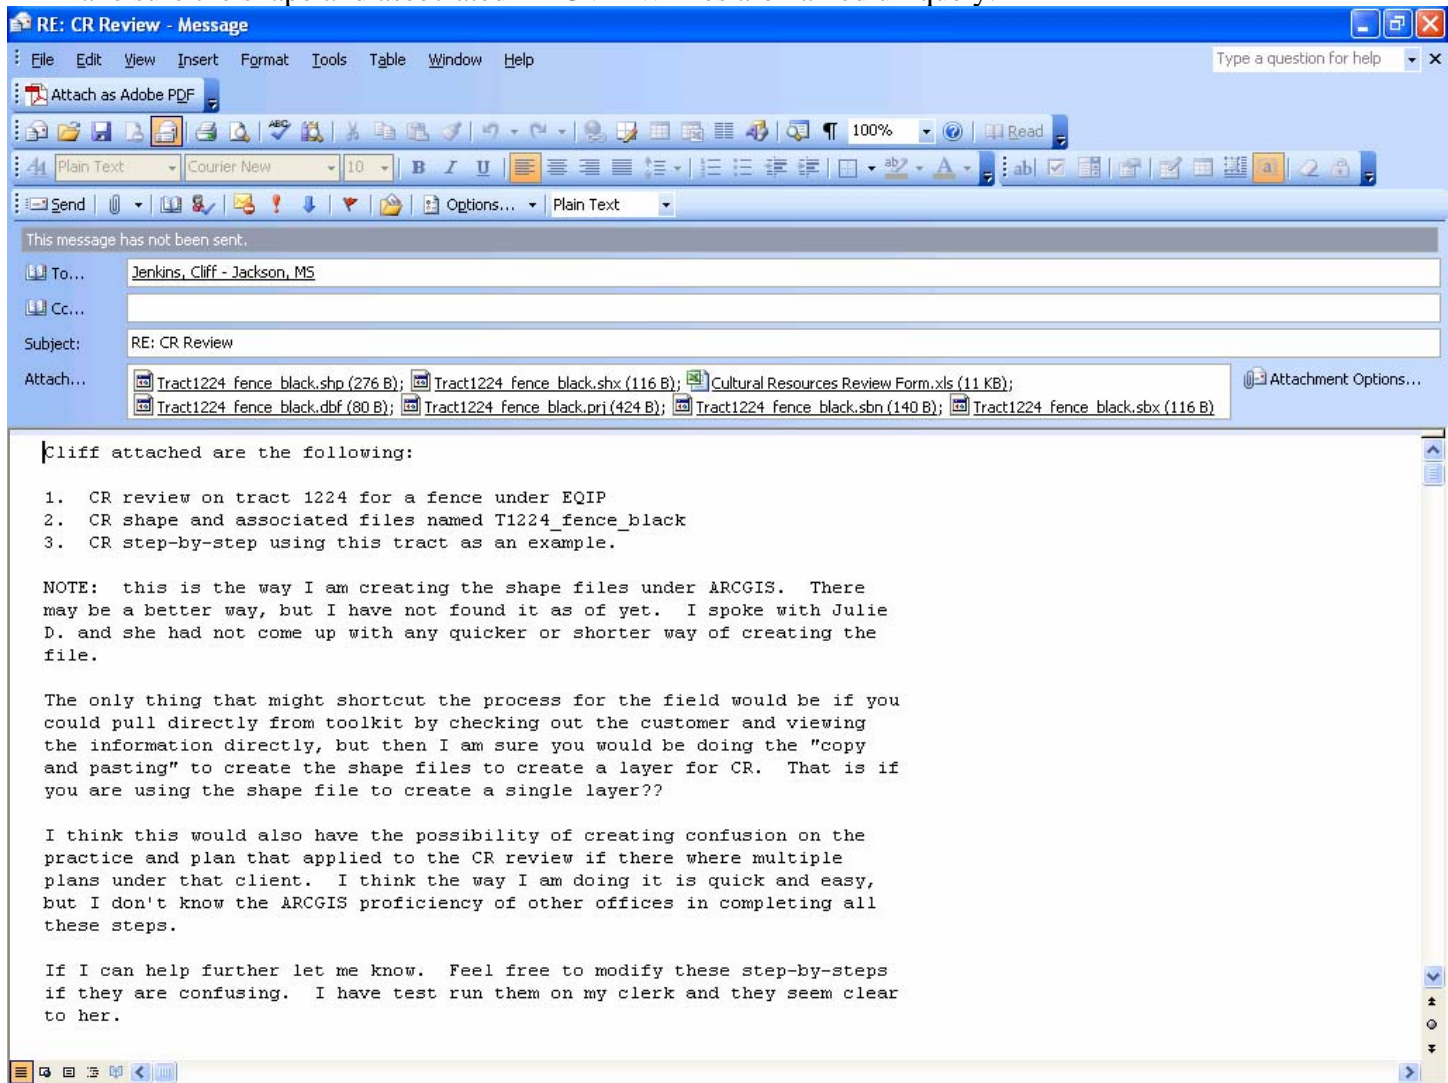 RE: CR Review - Message
File Edit View Insert Format Tools Table Window Help Type a question for help
Attach as Adobe PDF
100% Read
Plain Text Courier New 10 B I U
Send Options... Plain Text
This message has not been sent.
To... Jenkins, Cliff - Jackson, MS
Cc...
Subject: RE: CR Review
Attach... Tract1224_fence_black.shp (276 B); Tract1224_fence_black.shx (116 B); Cultural Resources Review Form.xls (11 KB); Attachment Options...
Tract1224_fence_black.dbf (80 B); Tract1224_fence_black.prj (424 B); Tract1224_fence_black.sbn (140 B); Tract1224_fence_black.sbx (116 B)
Cliff attached are the following:
1. CR review on tract 1224 for a fence under EQIP
2. CR shape and associated files named T1224_fence_black
3. CR step-by-step using this tract as an example.
NOTE: this is the way I am creating the shape files under ARCGIS. There
may be a better way, but I have not found it as of yet. I spoke with Julie
D. and she had not come up with any quicker or shorter way of creating the
file.
The only thing that might shortcut the process for the field would be if you
could pull directly from toolkit by checking out the customer and viewing
the information directly, but then I am sure you would be doing the "copy
and pasting" to create the shape files to create a layer for CR. That is if
you are using the shape file to create a single layer??
I think this would also have the possibility of creating confusion on the
practice and plan that applied to the CR review if there where multiple
plans under that client. I think the way I am doing it is quick and easy,
but I don't know the ARCGIS proficiency of other offices in completing all
these steps.
If I can help further let me know. Feel free to modify these step-by-steps
if they are confusing. I have test run them on my clerk and they seem clear
to her.